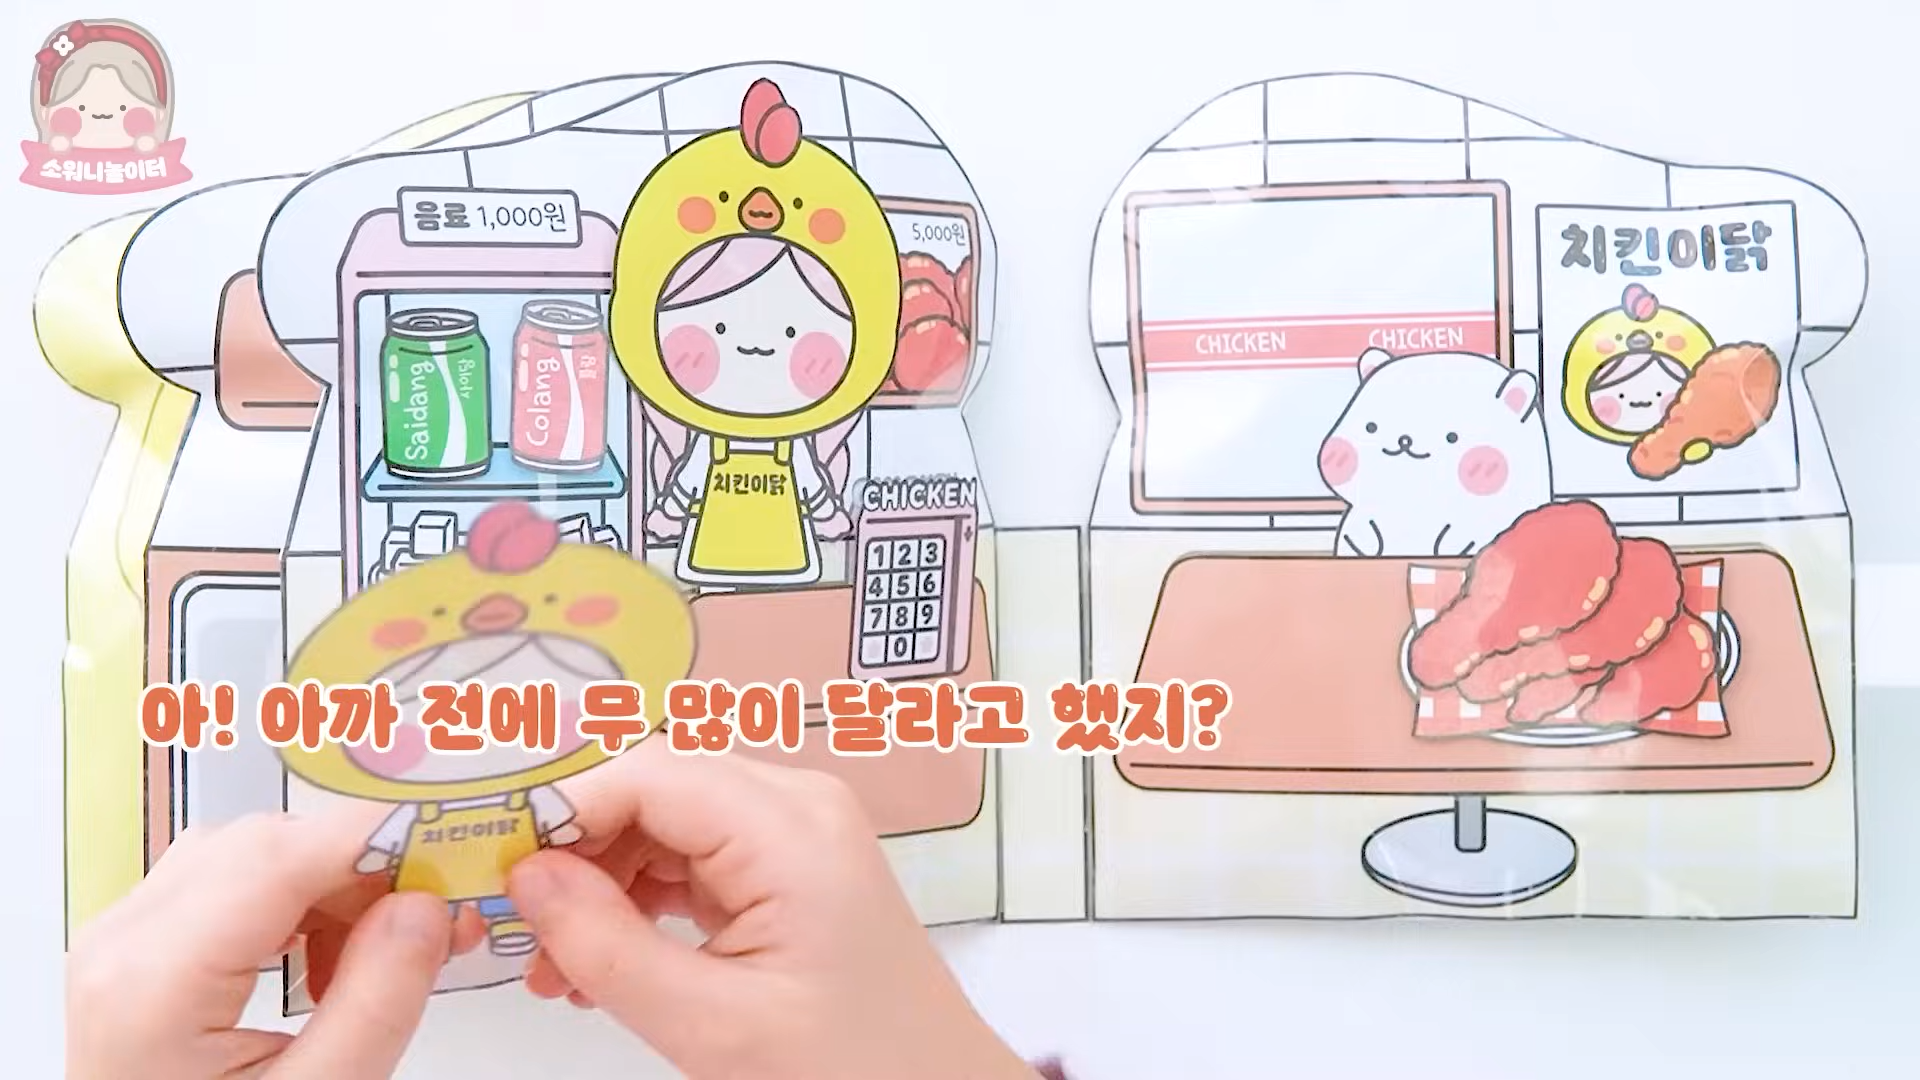 소워니놀이터
음료 1,000원
5,000원
Saidang
사이당
Colang
콜랑
치킨이닭
CHICKEN
1 2 3
4 5 6
7 8 9
0
CHICKEN CHICKEN
치킨이닭
아! 아까 전에 무 많이 달라고 했지?
치킨이닭